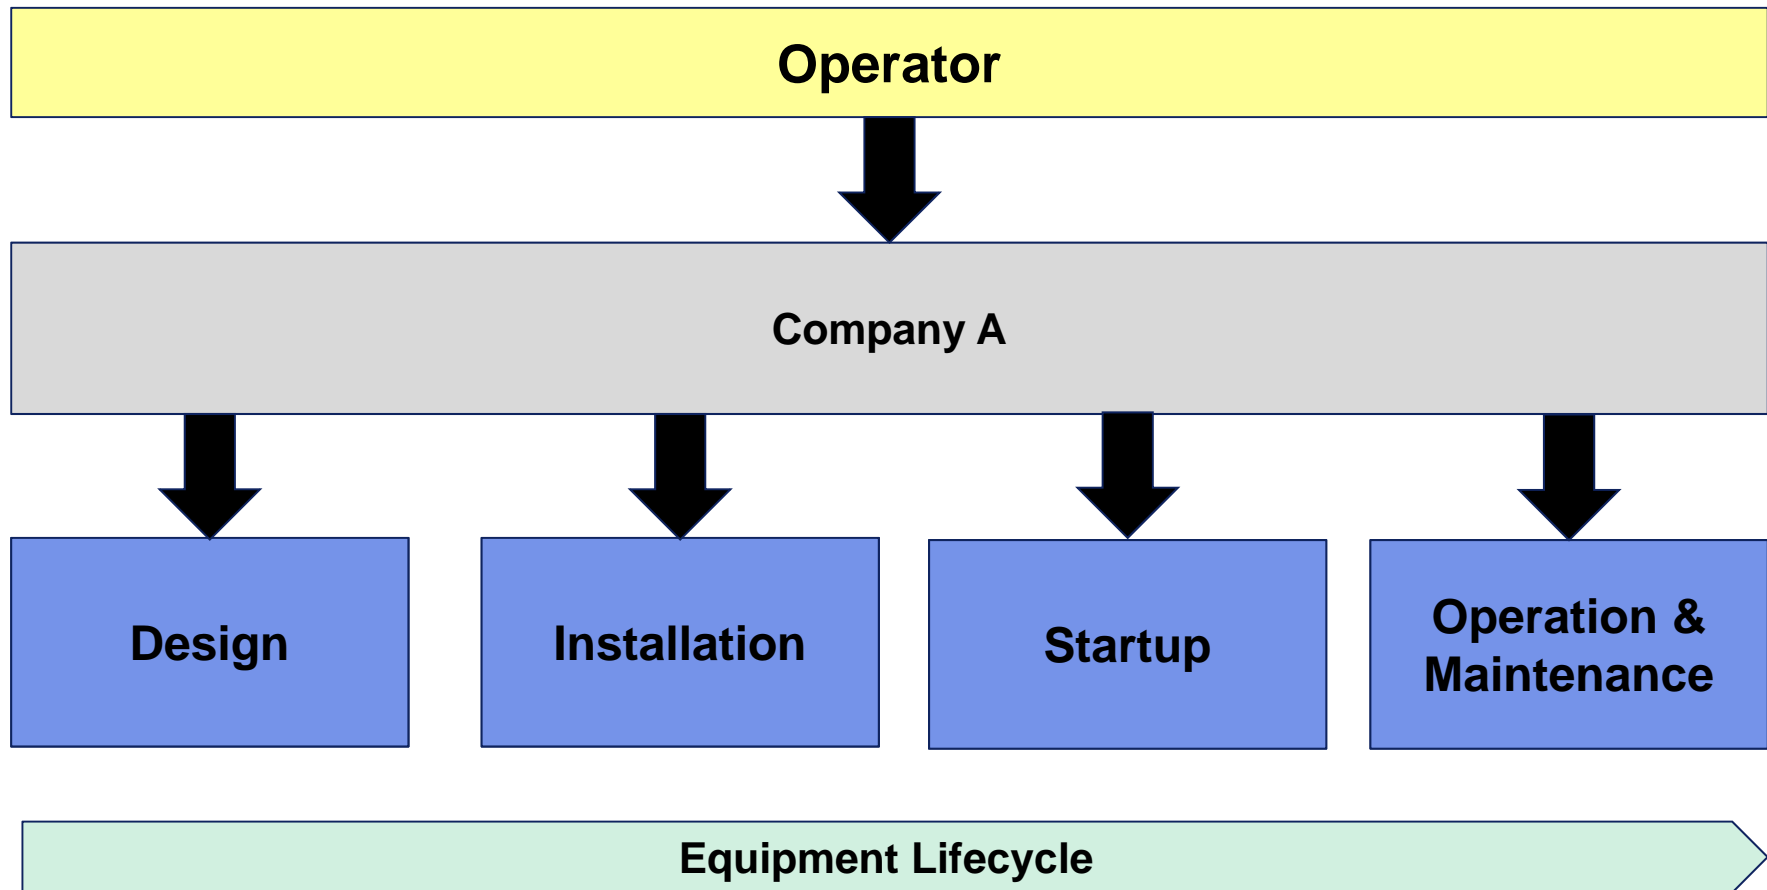 Operator
Company A
Design
Installation
Startup
Operation &
Maintenance
Equipment Lifecycle